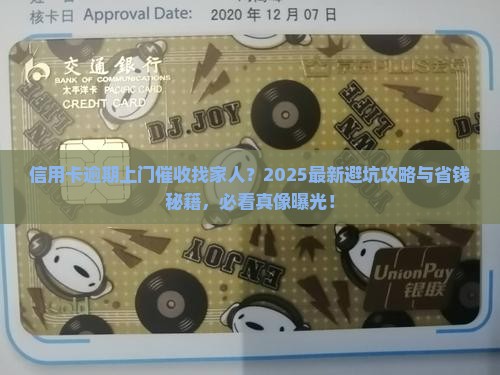 核卡日 Approval Date: 2020 年 12 月 07 日
交通銀行
BANK OF COMMUNICATIONS
太平洋卡 PACIFIC CARD
CREDIT CARD
LIFE
DJ.JOY
信用卡逾期上门催收找家人？2025最新避坑攻略与省钱
秘籍，必看真像曝光！
ENJOY
UnionPay
银联